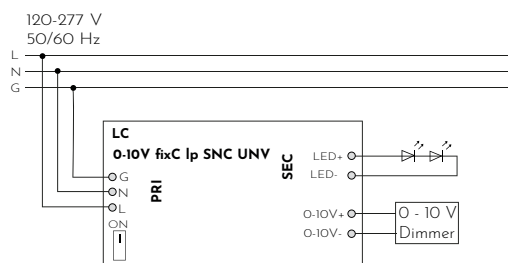 120-277 V
50/60 Hz
L
N
G
LC
0-10V fixC lp SNC UNV
PRI
SEC
G
N
L
ON
LED+
LED-
0-10V+
0-10V-
0 - 10 V
Dimmer